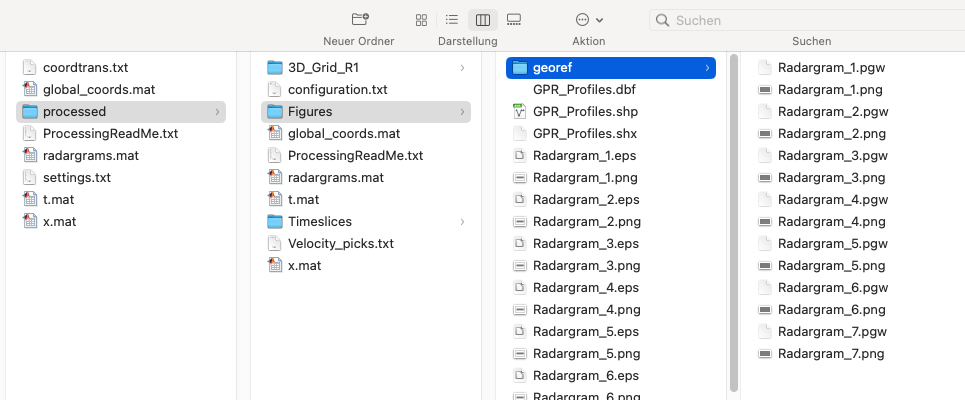 Suchen
Neuer Ordner
Darstellung
Aktion
Suchen
coordtrans.txt
global_coords.mat
processed
ProcessingReadMe.txt
radargrams.mat
settings.txt
t.mat
x.mat
3D_Grid_R1
configuration.txt
Figures
global_coords.mat
ProcessingReadMe.txt
radargrams.mat
t.mat
Timeslices
Velocity_picks.txt
x.mat
georef
GPR_Profiles.dbf
GPR_Profiles.shp
GPR_Profiles.shx
Radargram_1.eps
Radargram_1.png
Radargram_2.eps
Radargram_2.png
Radargram_3.eps
Radargram_3.png
Radargram_4.eps
Radargram_4.png
Radargram_5.eps
Radargram_5.png
Radargram_6.eps
Radargram_6.png
Radargram_1.pgw
Radargram_1.png
Radargram_2.pgw
Radargram_2.png
Radargram_3.pgw
Radargram_3.png
Radargram_4.pgw
Radargram_4.png
Radargram_5.pgw
Radargram_5.png
Radargram_6.pgw
Radargram_6.png
Radargram_7.pgw
Radargram_7.png